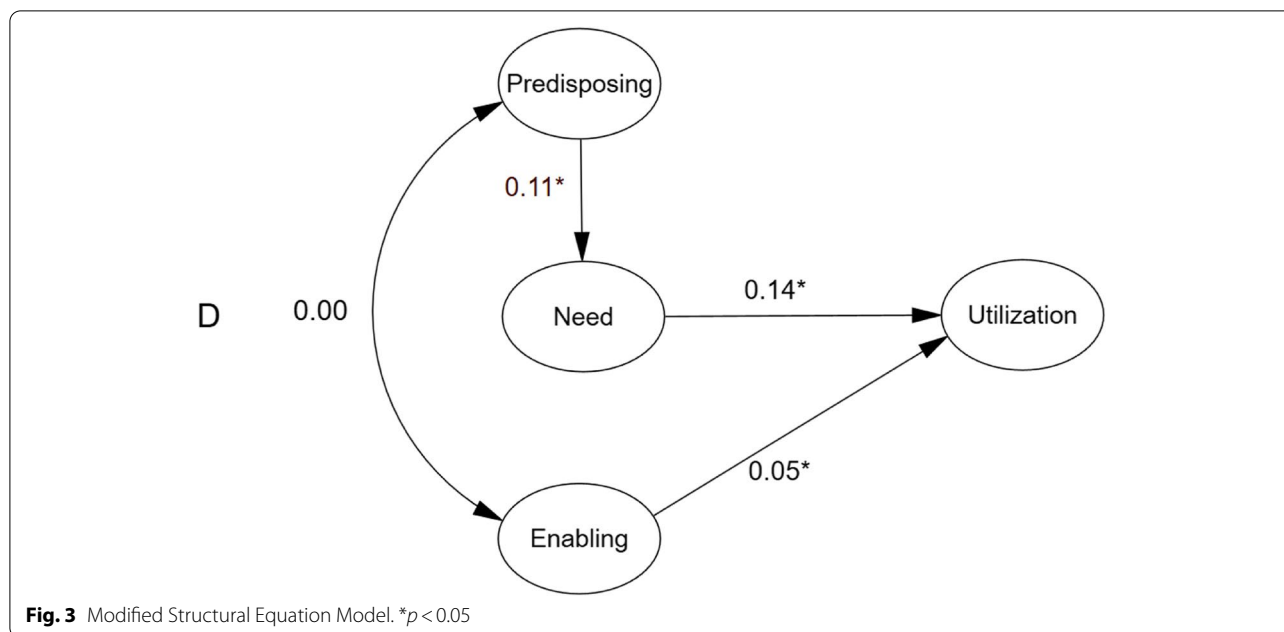 Predisposing
0.11*
D
0.00
Need
0.14*
Utilization
0.05*
Enabling
Fig. 3 Modified Structural Equation Model. *p < 0.05